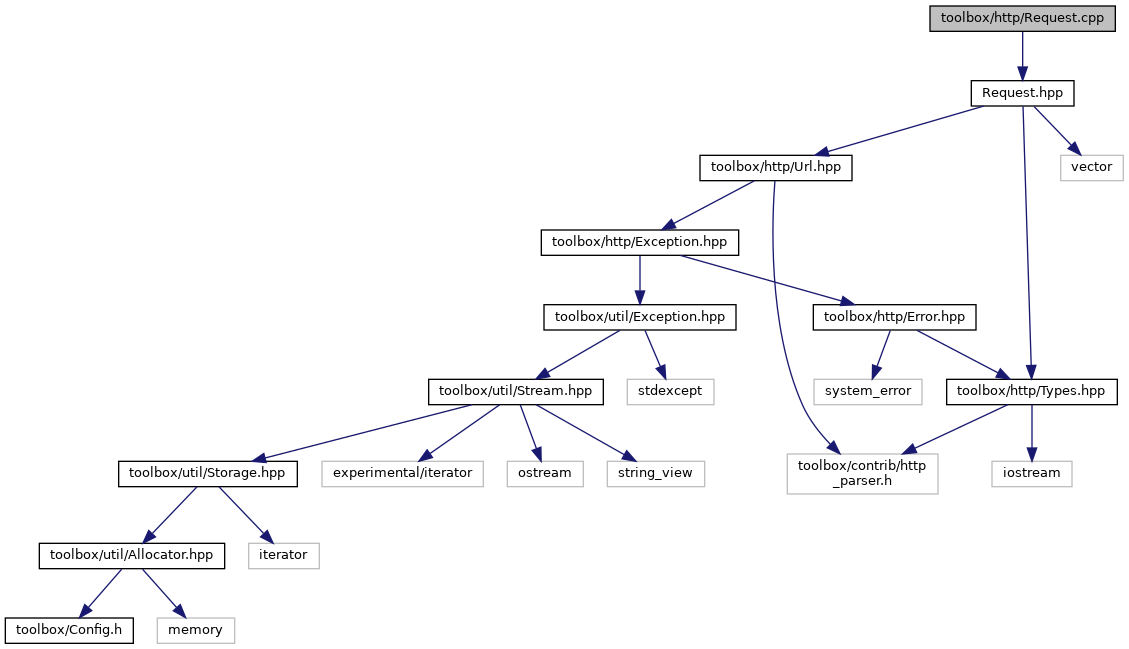 toolbox/http/Request.cpp
Request.hpp
toolbox/http/Url.hpp
vector
toolbox/http/Exception.hpp
toolbox/util/Exception.hpp
toolbox/http/Error.hpp
toolbox/util/Stream.hpp
stdexcept
system_error
toolbox/http/Types.hpp
toolbox/util/Storage.hpp
experimental/iterator
ostream
string_view
toolbox/contrib/http
_parser.h
iostream
toolbox/util/Allocator.hpp
iterator
toolbox/Config.h
memory